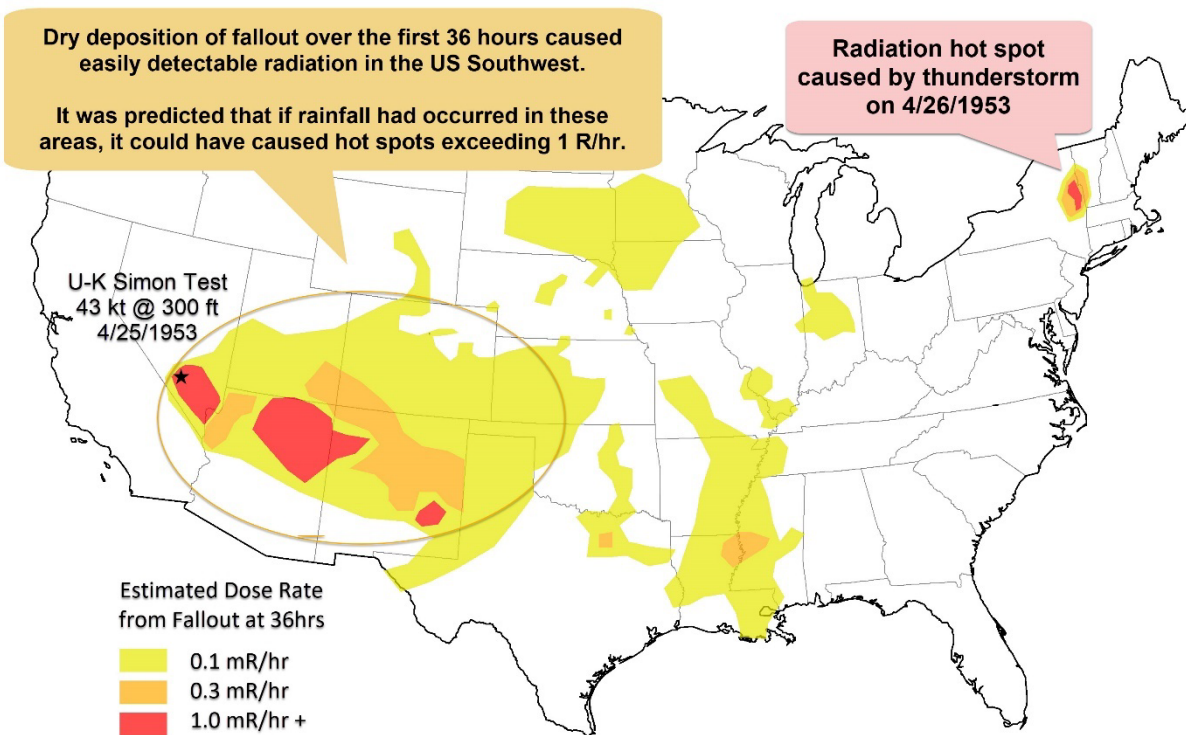 Dry deposition of fallout over the first 36 hours caused
easily detectable radiation in the US Southwest.
It was predicted that if rainfall had occurred in these
areas, it could have caused hot spots exceeding 1 R/hr.
Radiation hot spot
caused by thunderstorm
on 4/26/1953
U-K Simon Test
43 kt @ 300 ft
4/25/1953
Estimated Dose Rate
from Fallout at 36hrs
0.1 mR/hr
0.3 mR/hr
1.0 mR/hr +